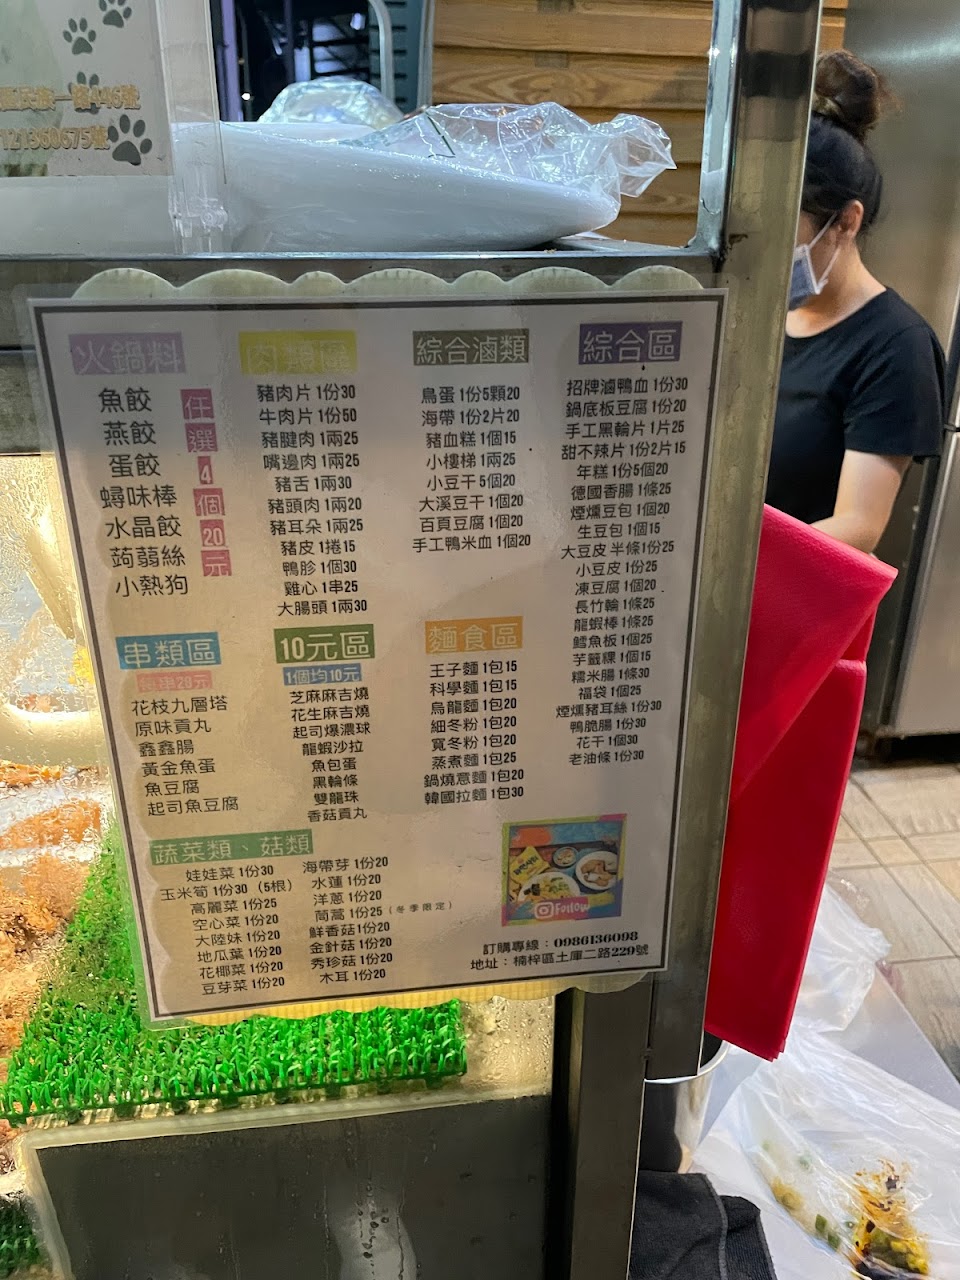 一路446號
121360675號
火鍋料
魚餃
燕餃
蛋餃
蟳味棒
水晶餃
蒟蒻絲
小熱狗
任選4個20元
肉類區
豬肉片 1份30
牛肉片 1份50
豬腱肉 1兩25
嘴邊肉 1兩25
豬舌 1兩30
豬頭肉 1兩20
豬耳朵 1兩25
豬皮 1捲15
鴨胗 1個30
雞心 1串25
大腸頭 1兩30
綜合滷類
鳥蛋 1份5顆20
海帶 1份2片20
豬血糕 1個15
小樓梯 1兩25
小豆干 5個20
大溪豆干 1個20
百頁豆腐 1個20
手工鴨米血 1個20
綜合區
招牌滷鴨血 1份30
鍋底板豆腐 1份20
手工黑輪片 1片25
甜不辣片 1份2片15
年糕 1份5個20
德國香腸 1條25
煙燻豆包 1個20
生豆包 1個15
大豆皮 半條1份25
小豆皮 1份25
凍豆腐 1個20
長竹輪 1條25
龍蝦棒 1條25
鱈魚板 1個25
芋籤粿 1個15
糯米腸 1條30
福袋 1個25
煙燻豬耳絲 1份30
鴨脆腸 1份30
花干 1個30
老油條 1份30
串類區
每串20元
花枝九層塔
原味貢丸
鑫鑫腸
黃金魚蛋
魚豆腐
起司魚豆腐
10元區
1個均10元
芝麻麻吉燒
花生麻吉燒
起司爆濃球
龍蝦沙拉
魚包蛋
黑輪條
雙龍珠
香菇貢丸
麵食區
王子麵 1包15
科學麵 1包15
烏龍麵 1包20
細冬粉 1包20
寬冬粉 1包20
蒸煮麵 1包25
鍋燒意麵 1包20
韓國拉麵 1包30
蔬菜類、菇類
娃娃菜 1份30
玉米筍 1份30（5根）
高麗菜 1份25
空心菜 1份20
大陸妹 1份20
地瓜葉 1份20
花椰菜 1份20
豆芽菜 1份20
海帶芽 1份20
水蓮 1份20
洋蔥 1份20
茼蒿 1份25（冬季限定）
鮮香菇1份20
金針菇 1份20
秀珍菇 1份20
木耳 1份20
Follow
訂購專線：0986136098
地址：楠梓區土庫二路229號